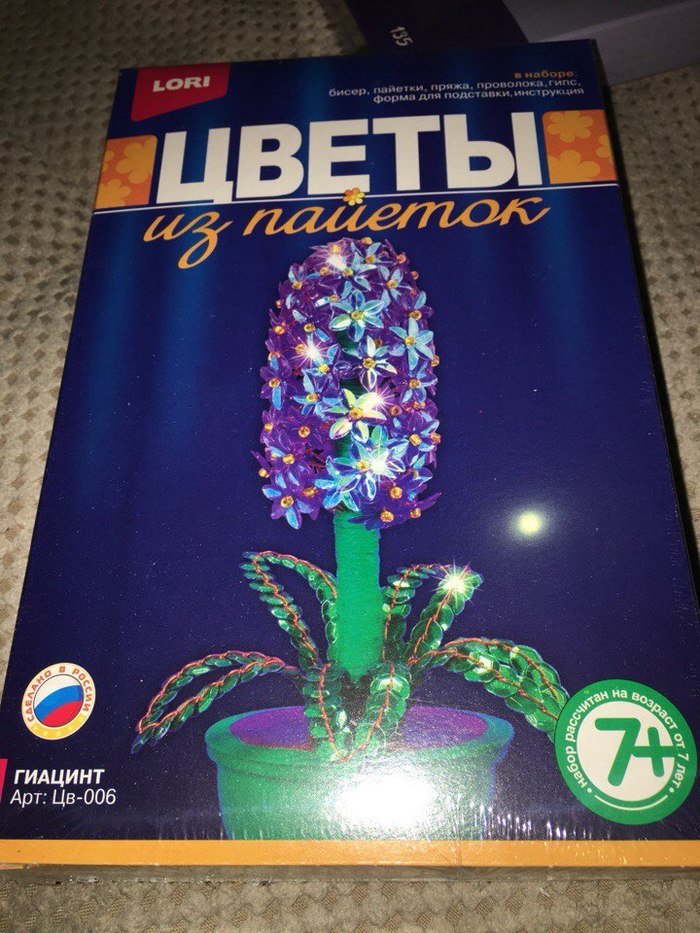 135
LORI
в наборе:
бисер, пайетки, пряжа, проволока, гипс,
форма для подставки, инструкция
ЦВЕТЫ
из пайеток
СДЕЛАНО В РОССИИ
ГИАЦИНТ
Арт: Цв-006
набор рассчитан на возраст от 7 лет
7+